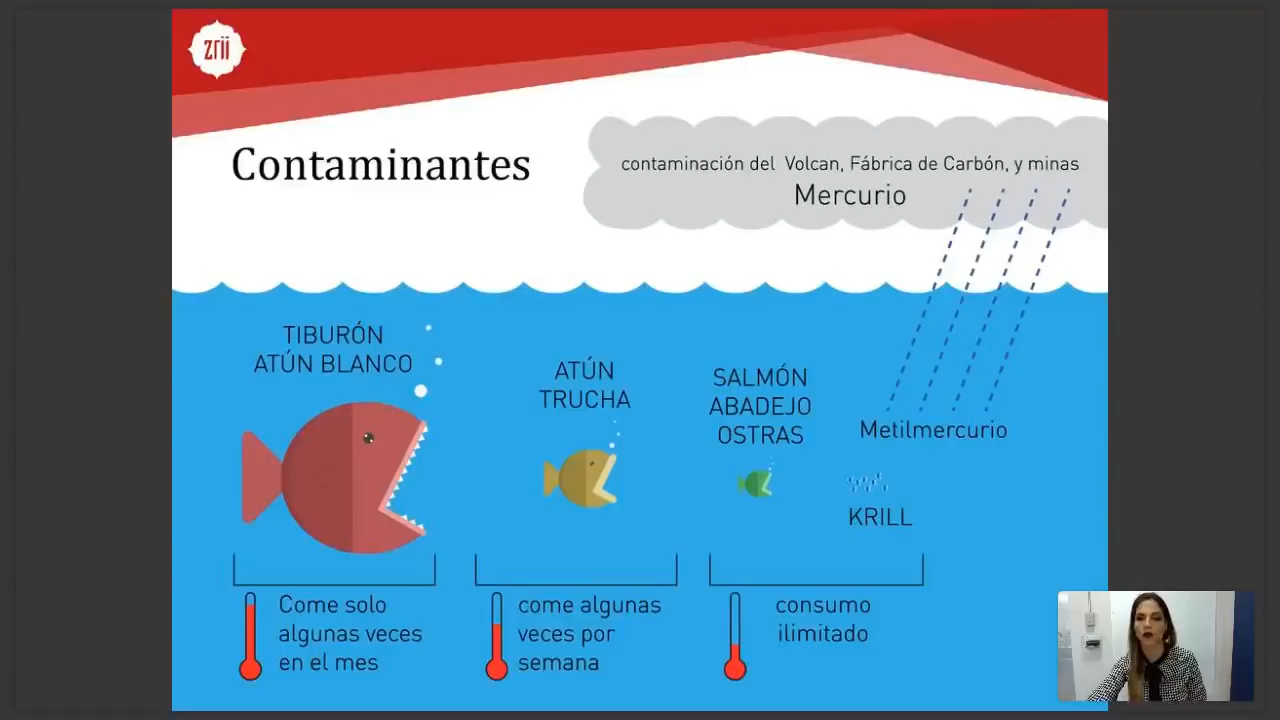 zrii
Contaminantes
contaminación del Volcan, Fábrica de Carbón, y minas
Mercurio
TIBURÓN
ATÚN BLANCO
ATÚN
TRUCHA
SALMÓN
ABADEJO
OSTRAS
Metilmercurio
KRILL
Come solo
algunas veces
en el mes
come algunas
veces por
semana
consumo
ilimitado